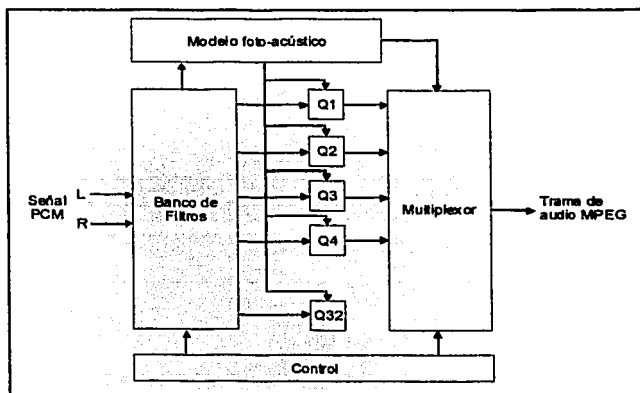 Modelo foto-acústico
Q1
Q2
Q3
Q4
Q32
Señal
PCM
L
R
Banco de
Filtros
Multiplexor
Trama de
audio MPEG
Control